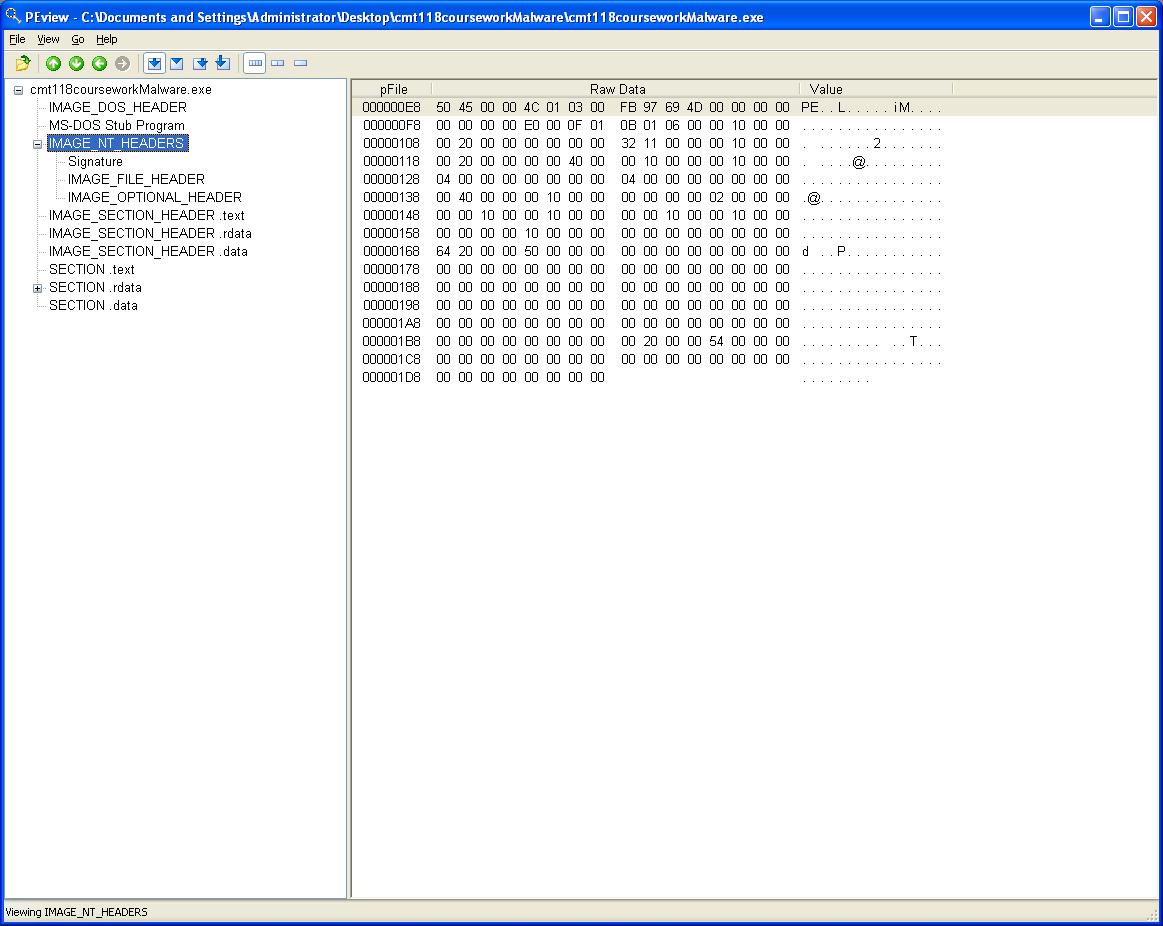 PEview - C:\Documents and Settings\Administrator\Desktop\cmt118courseworkMalware\cmt118courseworkMalware.exe
File View Go Help
cmt118courseworkMalware.exe
IMAGE_DOS_HEADER
MS-DOS Stub Program
IMAGE_NT_HEADERS
Signature
IMAGE_FILE_HEADER
IMAGE_OPTIONAL_HEADER
IMAGE_SECTION_HEADER .text
IMAGE_SECTION_HEADER .rdata
IMAGE_SECTION_HEADER .data
SECTION .text
SECTION .rdata
SECTION .data
pFile Raw Data Value
000000E8 50 45 00 00 4C 01 03 00 FB 97 69 4D 00 00 00 00 PE..L.....iM....
000000F8 00 00 00 00 E0 00 0F 01 0B 01 06 00 00 10 00 00 ................
00000108 00 20 00 00 00 00 00 00 32 11 00 00 00 10 00 00 . ......2.......
00000118 00 20 00 00 00 00 40 00 00 10 00 00 00 10 00 00 . ....@.........
00000128 04 00 00 00 00 00 00 00 04 00 00 00 00 00 00 00 ................
00000138 00 40 00 00 00 10 00 00 00 00 00 00 02 00 00 00 .@..............
00000148 00 00 10 00 00 10 00 00 00 00 10 00 00 10 00 00 ................
00000158 00 00 00 00 10 00 00 00 00 00 00 00 00 00 00 00 ................
00000168 64 20 00 00 50 00 00 00 00 00 00 00 00 00 00 00 d ..P...........
00000178 00 00 00 00 00 00 00 00 00 00 00 00 00 00 00 00 ................
00000188 00 00 00 00 00 00 00 00 00 00 00 00 00 00 00 00 ................
00000198 00 00 00 00 00 00 00 00 00 00 00 00 00 00 00 00 ................
000001A8 00 00 00 00 00 00 00 00 00 00 00 00 00 00 00 00 ................
000001B8 00 00 00 00 00 00 00 00 00 20 00 00 54 00 00 00 ......... ..T...
000001C8 00 00 00 00 00 00 00 00 00 00 00 00 00 00 00 00 ................
000001D8 00 00 00 00 00 00 00 00 ........
Viewing IMAGE_NT_HEADERS